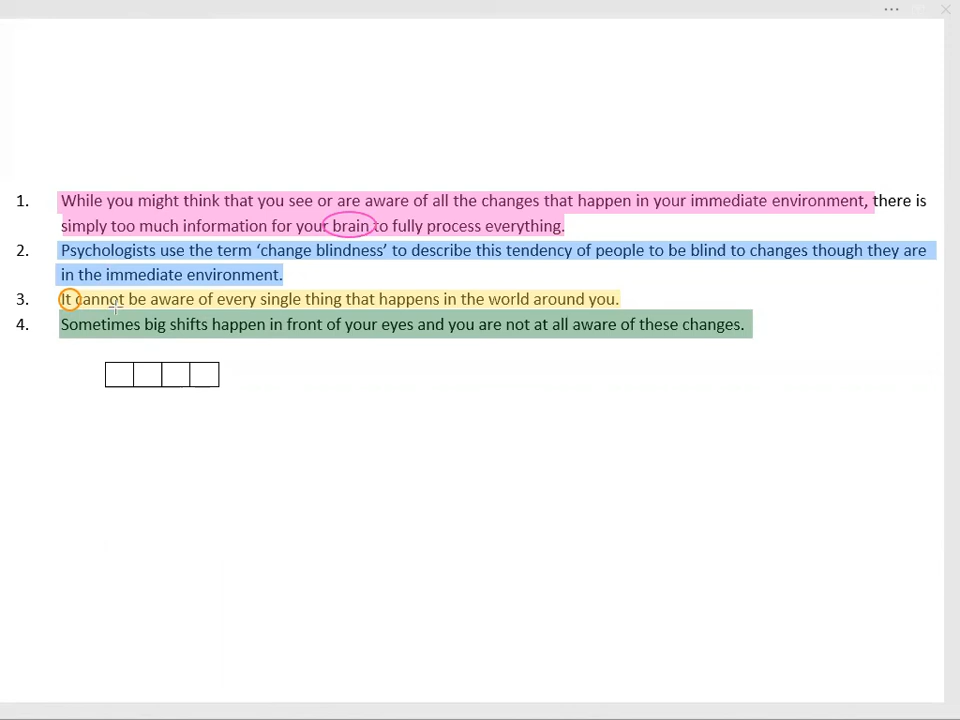 1. While you might think that you see or are aware of all the changes that happen in your immediate environment, there is
simply too much information for your brain to fully process everything.
2. Psychologists use the term ‘change blindness’ to describe this tendency of people to be blind to changes though they are
in the immediate environment.
3. It cannot be aware of every single thing that happens in the world around you.
4. Sometimes big shifts happen in front of your eyes and you are not at all aware of these changes.